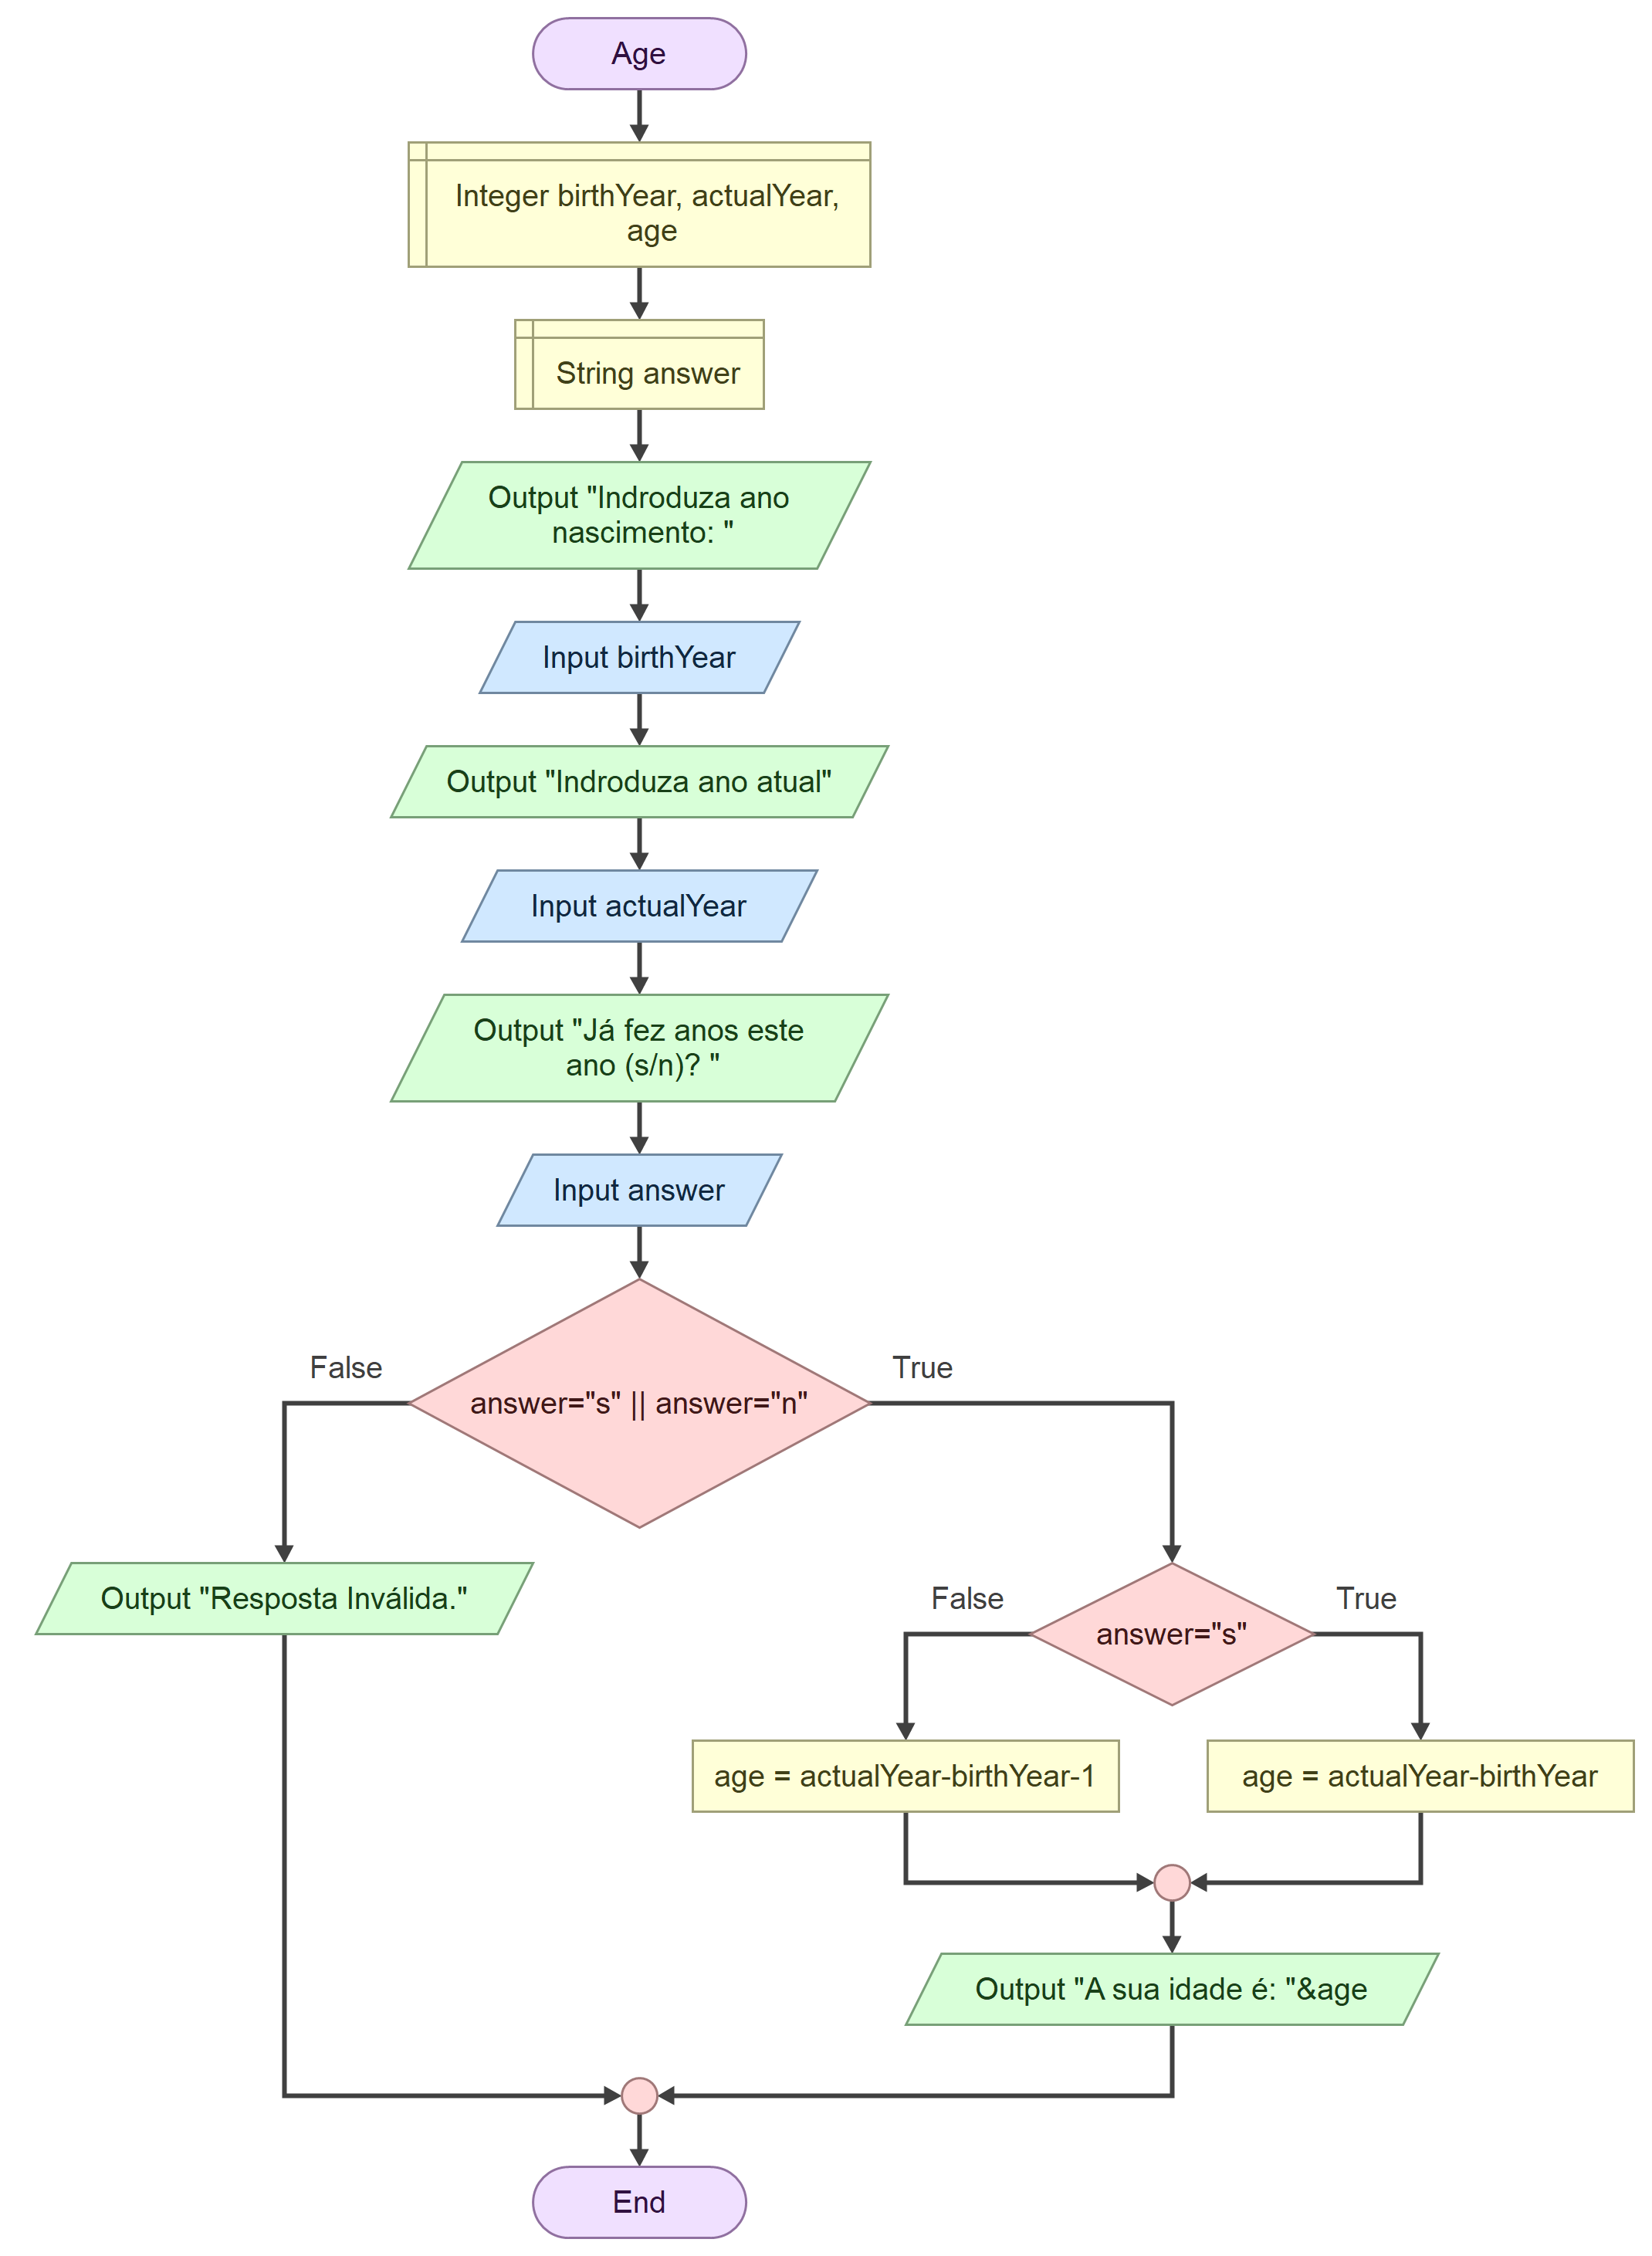 Age
Integer birthYear, actualYear,
age
String answer
Output "Indroduza ano
nascimento: "
Input birthYear
Output "Indroduza ano atual"
Input actualYear
Output "Já fez anos este
ano (s/n)? "
Input answer
False
True
answer="s" || answer="n"
Output "Resposta Inválida."
False
True
answer="s"
age = actualYear-birthYear-1
age = actualYear-birthYear
Output "A sua idade é: "&age
End